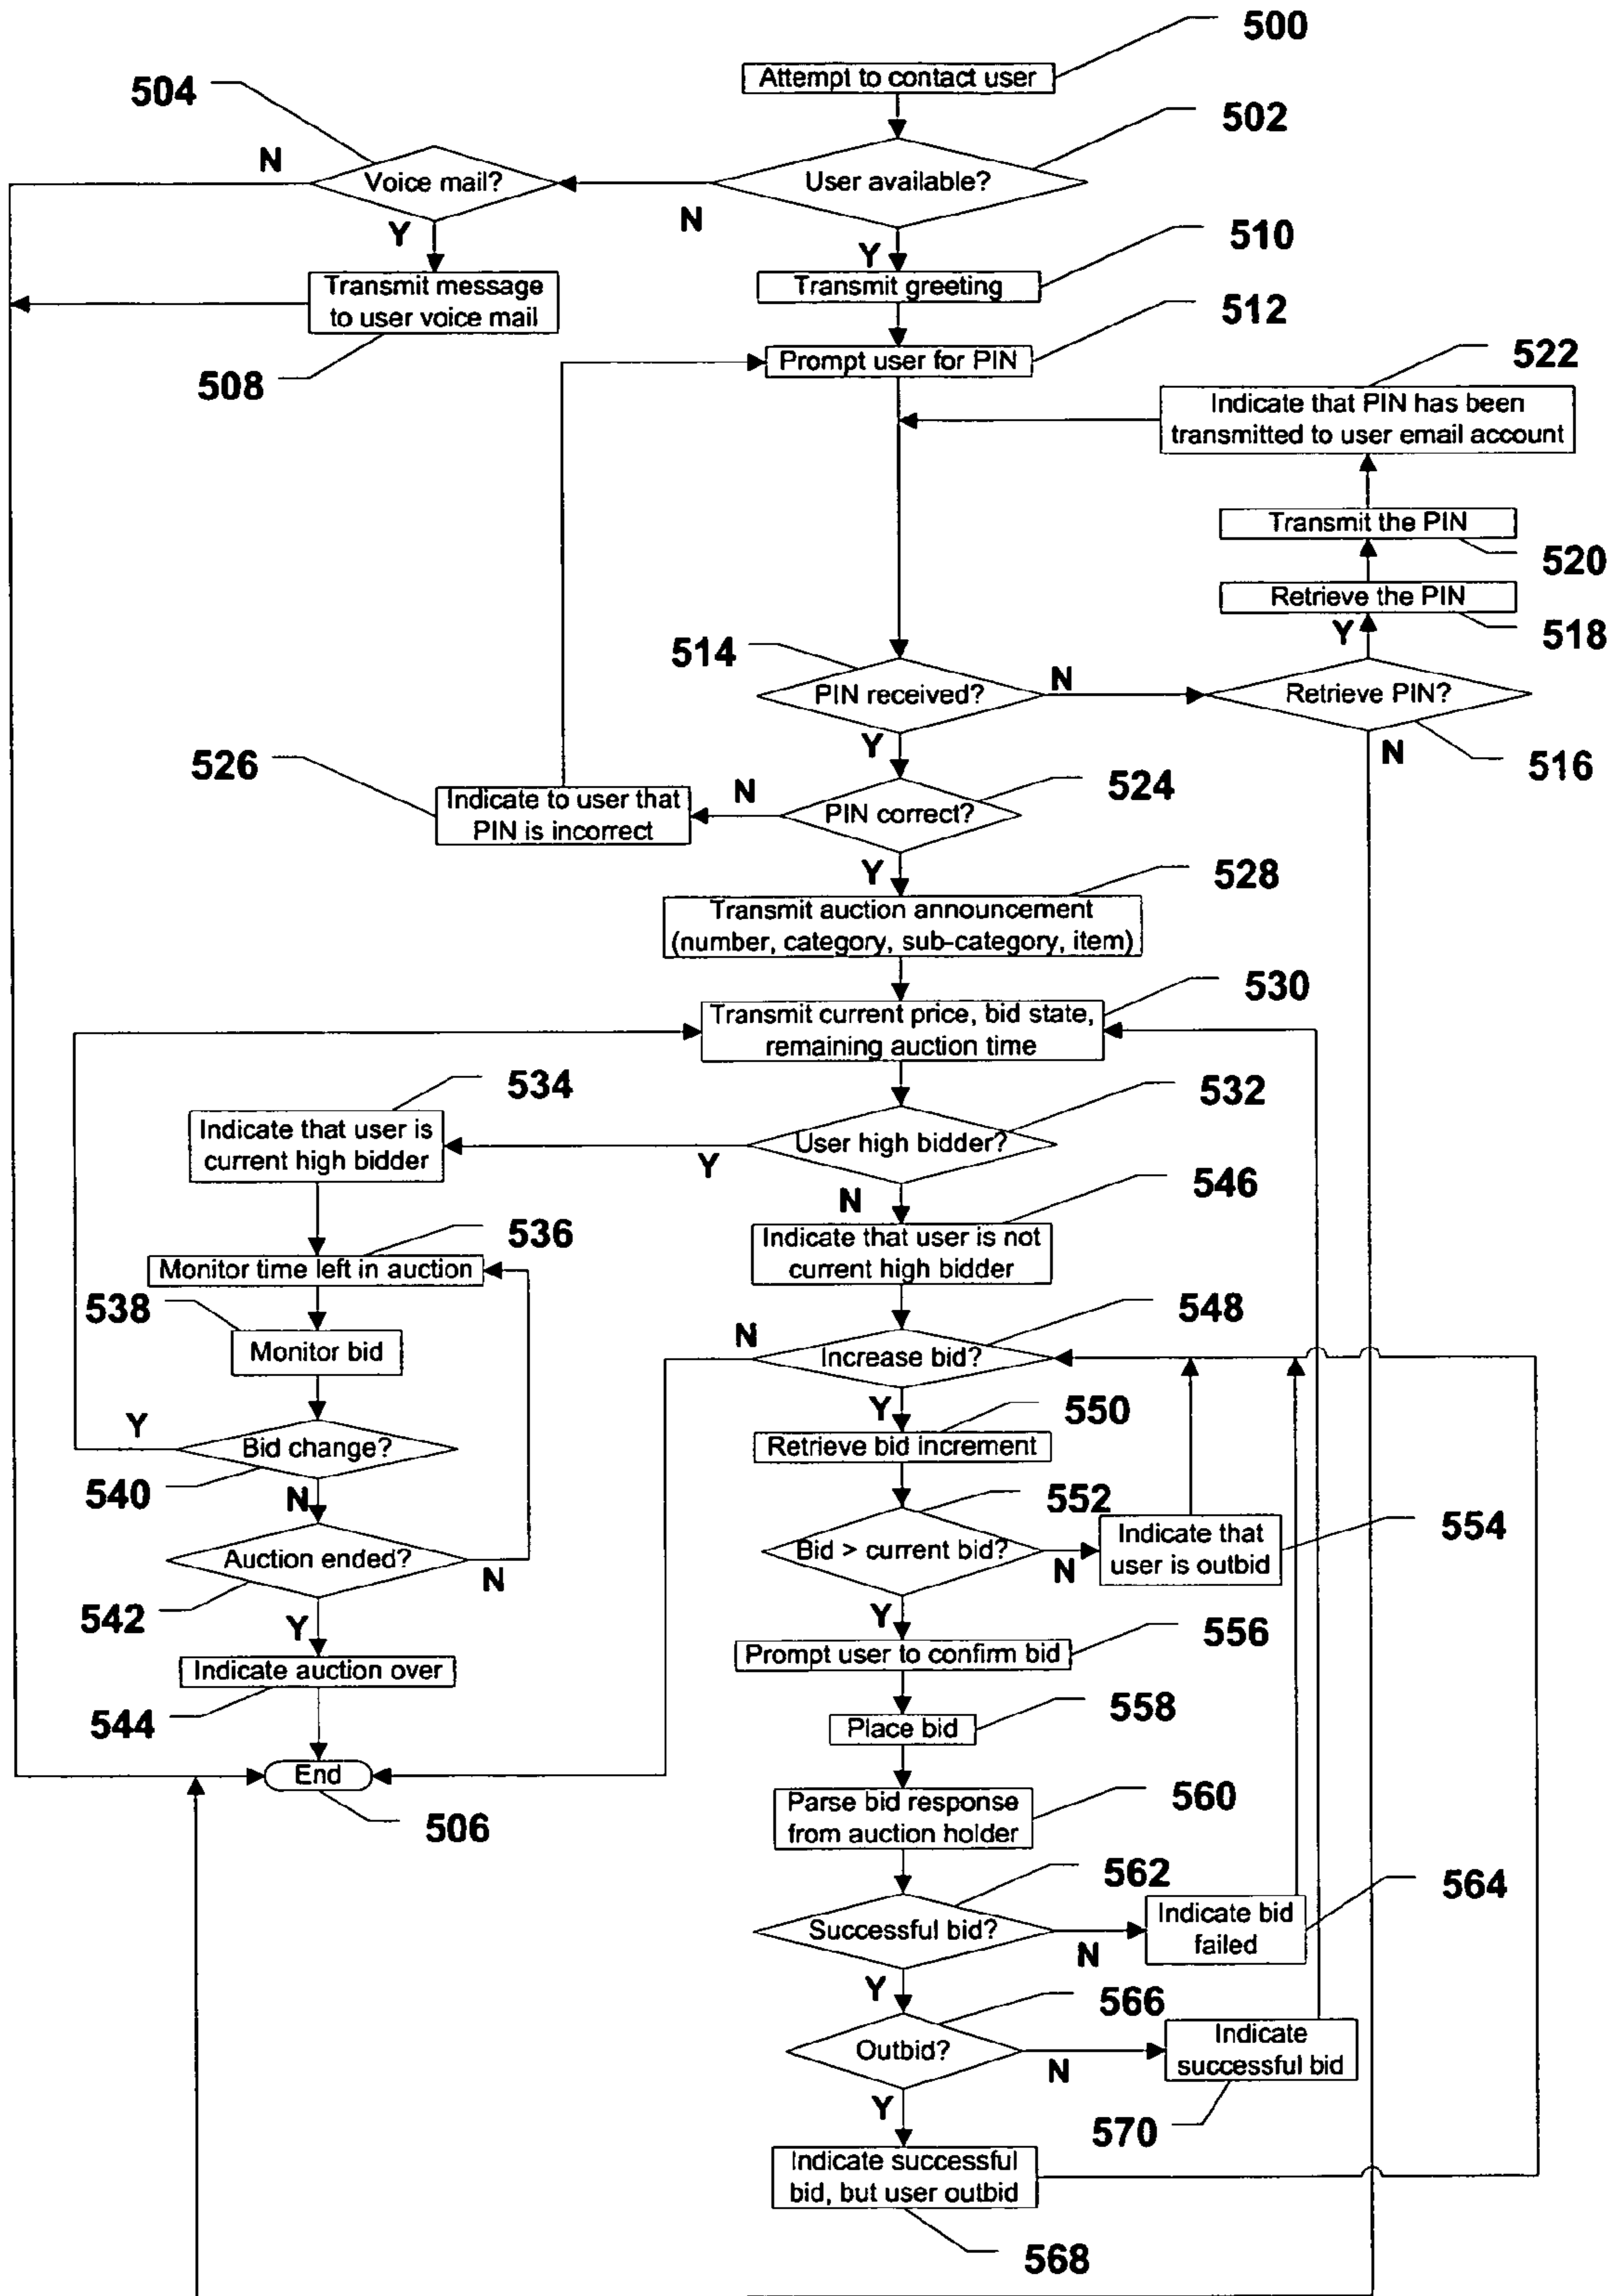 500
Attempt to contact user
504
502
N
Voice mail?
User available?
Y
N
510
Y
Transmit message
to user voice mail
Transmit greeting
512
508
Prompt user for PIN
522
Indicate that PIN has been
transmitted to user email account
Transmit the PIN
520
Retrieve the PIN
518
Y
514
PIN received?
N
Retrieve PIN?
Y
N
516
526
524
Indicate to user that
PIN is incorrect
N
PIN correct?
Y
528
Transmit auction announcement
(number, category, sub-category, item)
530
Transmit current price, bid state,
remaining auction time
534
532
Indicate that user is
current high bidder
User high bidder?
Y
N
546
536
Indicate that user is not
current high bidder
Monitor time left in auction
538
548
N
Monitor bid
Increase bid?
Y
550
Y
Retrieve bid increment
Bid change?
540
N
552
Bid > current bid?
N
Indicate that
user is outbid
554
Auction ended?
N
542
Y
Y
556
Prompt user to confirm bid
Indicate auction over
558
544
Place bid
End
560
506
Parse bid response
from auction holder
562
564
Successful bid?
N
Indicate bid
failed
Y
566
Outbid?
N
Indicate
successful bid
Y
570
Indicate successful
bid, but user outbid
568